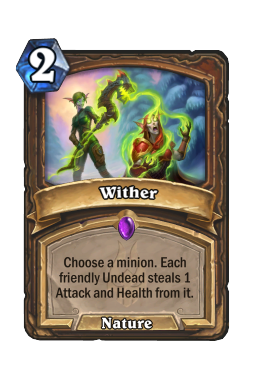 2
Wither
Choose a minion. Each
friendly Undead steals 1
Attack and Health from it.
Nature